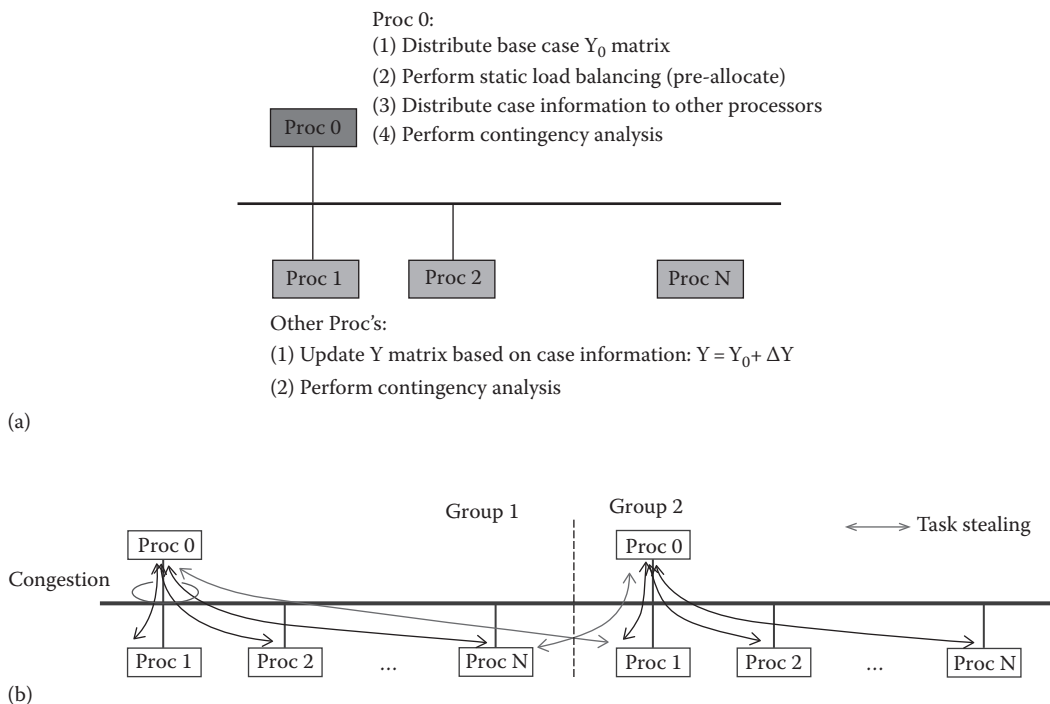 Proc 0:
(1) Distribute base case Y₀ matrix
(2) Perform static load balancing (pre-allocate)
(3) Distribute case information to other processors
(4) Perform contingency analysis
Proc 0
Proc 1
Proc 2
Proc N
Other Proc's:
(1) Update Y matrix based on case information: Y = Y₀+ ΔY
(2) Perform contingency analysis
(a)
Group 1
Group 2
Task stealing
Proc 0
Proc 0
Congestion
Proc 1
Proc 2
...
Proc N
Proc 1
Proc 2
...
Proc N
(b)